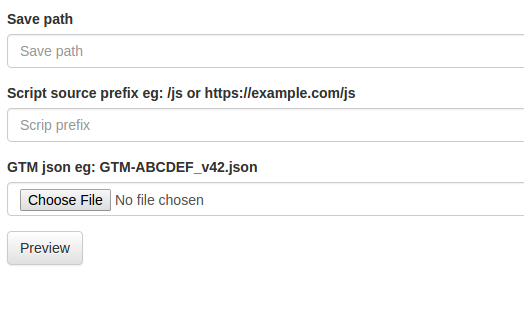 Save path
Save path
Script source prefix eg: /js or https://example.com/js
Scrip prefix
GTM json eg: GTM-ABCDEF_v42.json
Choose File No file chosen
Preview